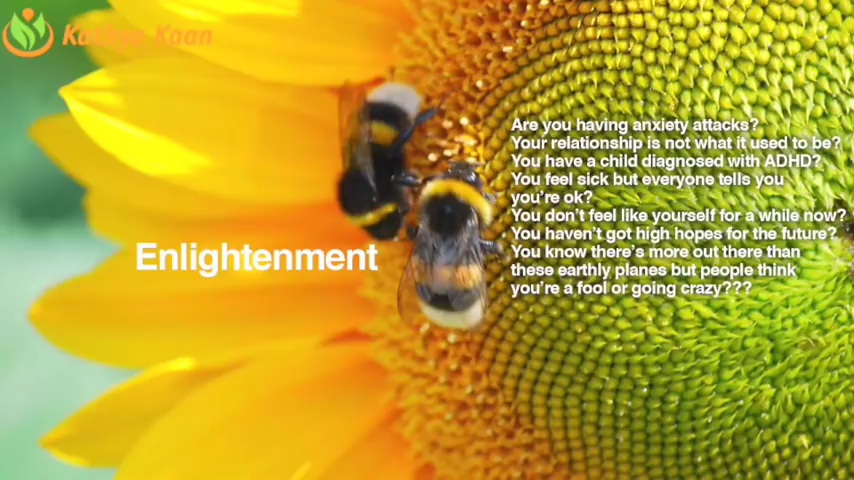 Kathye Kaan
Are you having anxiety attacks?
Your relationship is not what it used to be?
You have a child diagnosed with ADHD?
You feel sick but everyone tells you
you're ok?
You don't feel like yourself for a while now?
You haven't got high hopes for the future?
You know there's more out there than
these earthly planes but people think
you're a fool or going crazy???
Enlightenment